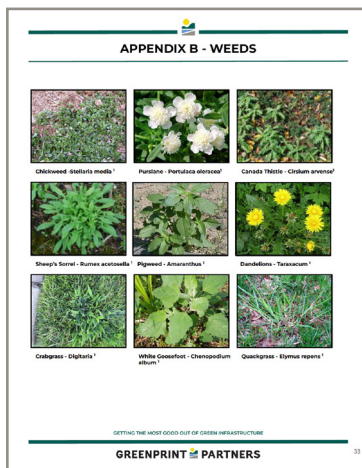 APPENDIX B - WEEDS
Chickweed -Stellaria media ¹
Purslane - Portulaca oleracea¹
Canada Thistle - Cirsium arvense¹
Sheep's Sorrel - Rumex acetosella ¹
Pigweed - Amaranthus ¹
Dandelions - Taraxacum ¹
Crabgrass - Digitaria ¹
White Goosefoot - Chenopodium
album ¹
Quackgrass - Elymus repens ¹
GETTING THE MOST GOOD OUT OF GREEN INFRASTRUCTURE
GREENPRINT PARTNERS
33